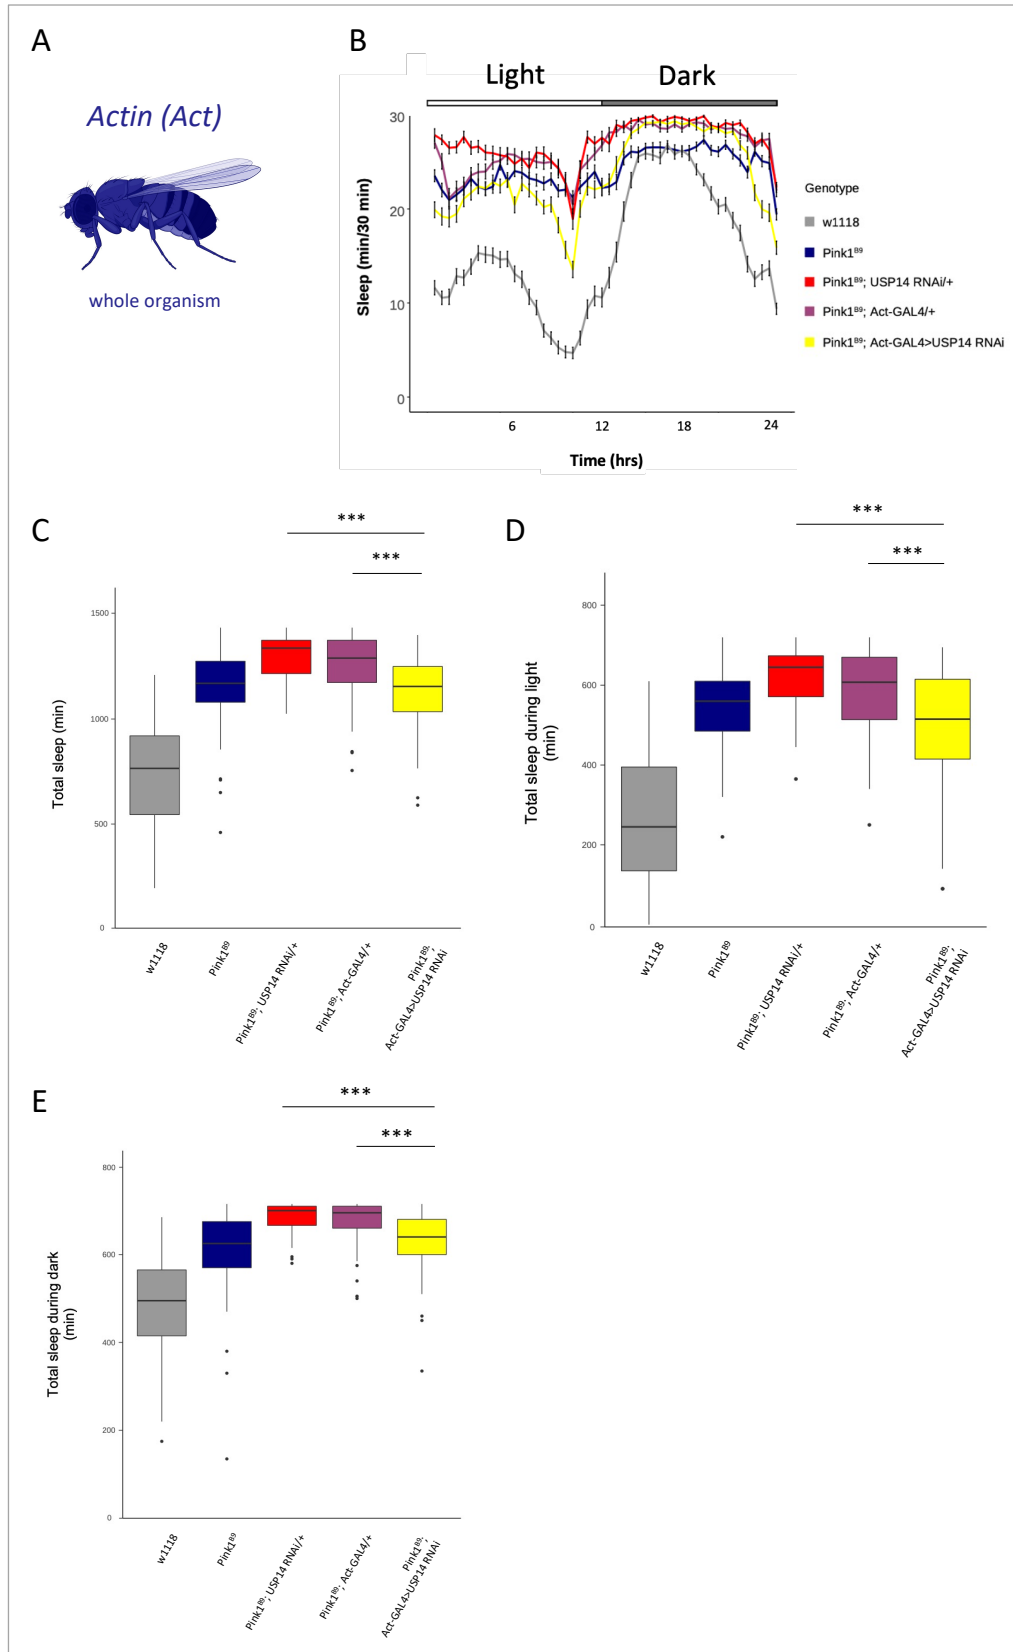 A
Actin (Act)
whole organism
B
Light Dark
Sleep (min/30 min)
30
20
10
0
6 12 18 24
Time (hrs)
Genotype
w1118
Pink1ᴮ⁹
Pink1ᴮ⁹; USP14 RNAi/+
Pink1ᴮ⁹; Act-GAL4/+
Pink1ᴮ⁹; Act-GAL4>USP14 RNAi
C
***
***
Total sleep (min)
1500
1000
500
0
w1118
Pink1ᴮ⁹
Pink1ᴮ⁹; USP14 RNAi/+
Pink1ᴮ⁹; Act-GAL4/+
Pink1ᴮ⁹;
Act-GAL4>USP14 RNAi
D
***
***
Total sleep during light
(min)
800
600
400
200
0
w1118
Pink1ᴮ⁹
Pink1ᴮ⁹; USP14 RNAi/+
Pink1ᴮ⁹; Act-GAL4/+
Pink1ᴮ⁹;
Act-GAL4>USP14 RNAi
E
***
***
Total sleep during dark
(min)
800
600
400
200
0
w1118
Pink1ᴮ⁹
Pink1ᴮ⁹; USP14 RNAi/+
Pink1ᴮ⁹; Act-GAL4/+
Pink1ᴮ⁹;
Act-GAL4>USP14 RNAi